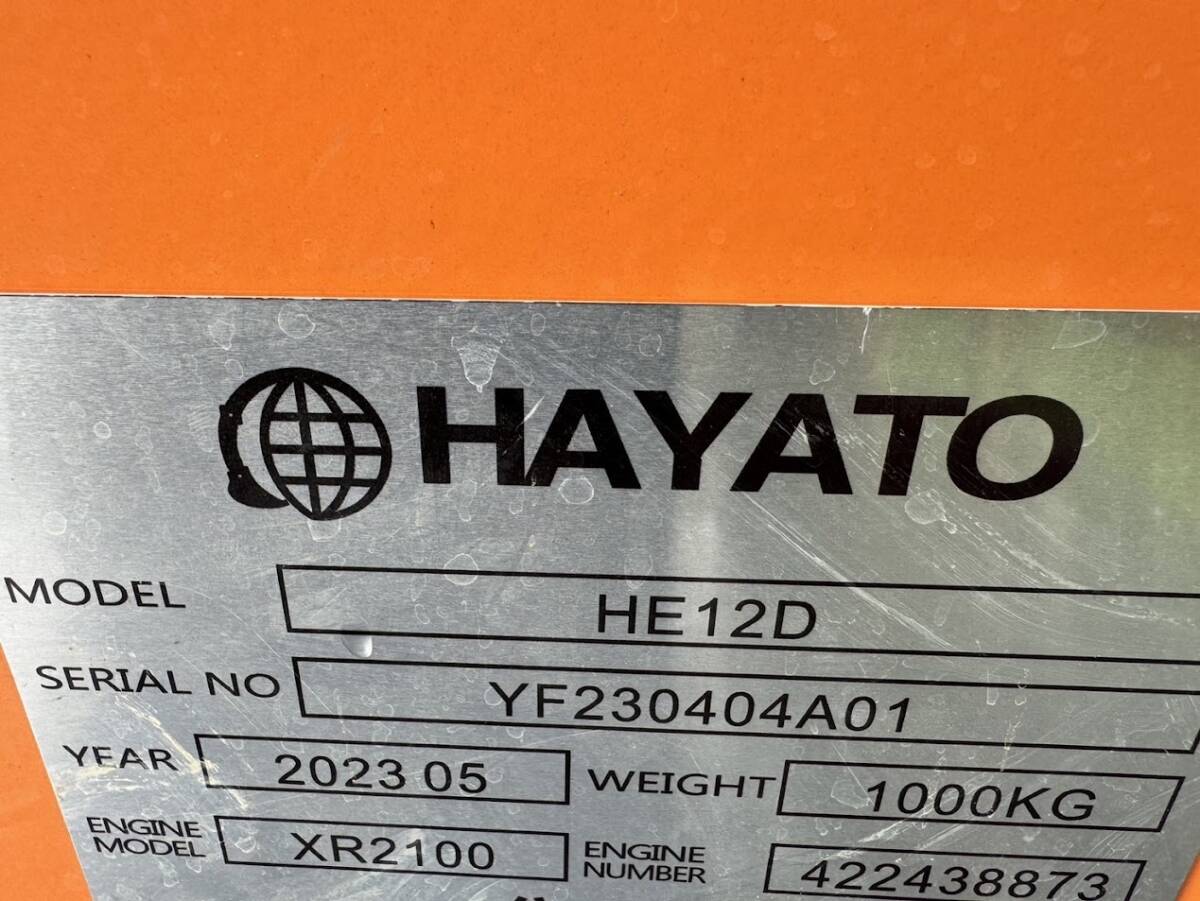 HAYATO
MODEL HE12D
SERIAL NO YF230404A01
YEAR 2023 05 WEIGHT 1000KG
ENGINE MODEL XR2100 ENGINE NUMBER 422438873